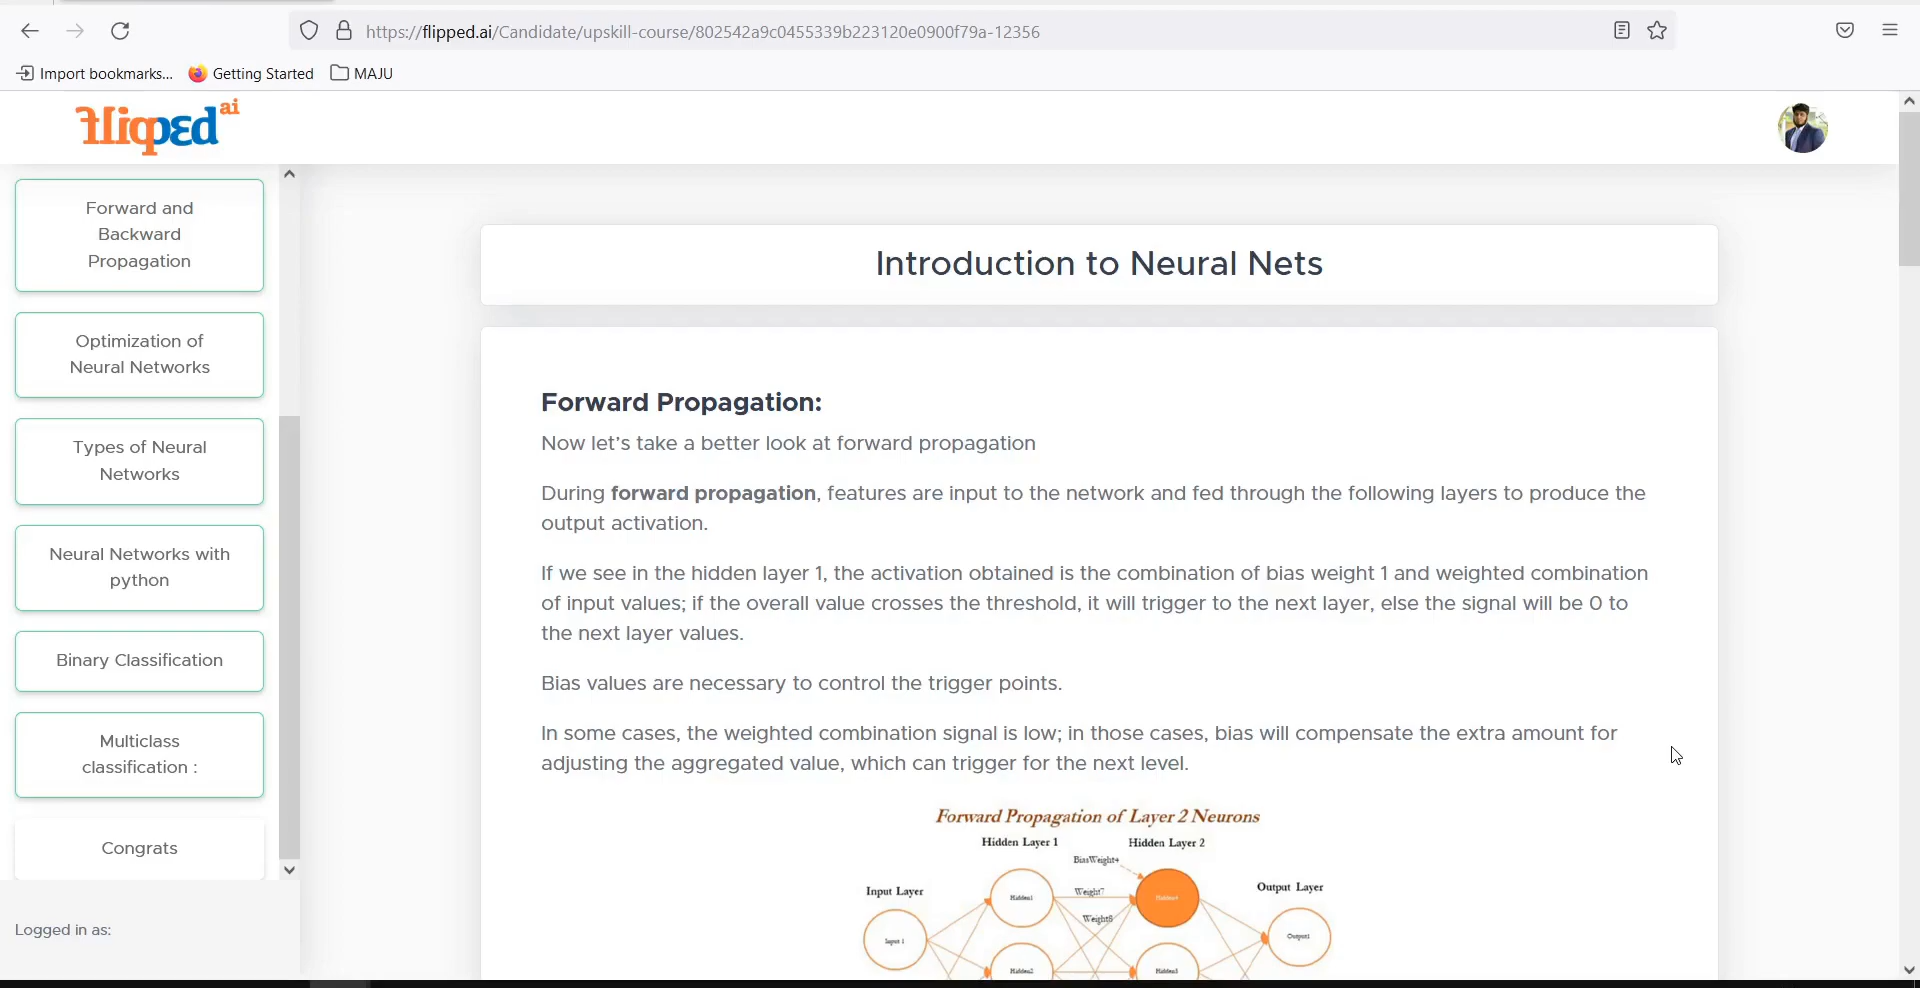 https://flipped.ai/Candidate/upskill-course/802542a9c0455339b223120e0900f79a-12356
Import bookmarks...
Getting Started
MAJU
flipped ai
Forward and
Backward
Propagation
Optimization of
Neural Networks
Types of Neural
Networks
Neural Networks with
python
Binary Classification
Multiclass
classification :
Congrats
Logged in as:
Introduction to Neural Nets
Forward Propagation:
Now let's take a better look at forward propagation
During forward propagation, features are input to the network and fed through the following layers to produce the
output activation.
If we see in the hidden layer 1, the activation obtained is the combination of bias weight 1 and weighted combination
of input values; if the overall value crosses the threshold, it will trigger to the next layer, else the signal will be 0 to
the next layer values.
Bias values are necessary to control the trigger points.
In some cases, the weighted combination signal is low; in those cases, bias will compensate the extra amount for
adjusting the aggregated value, which can trigger for the next level.
Forward Propagation of Layer 2 Neurons
Hidden Layer 1
Hidden Layer 2
BiasWeight4
Input Layer
Output Layer
Hidden1
Weight7
Hidden4
Weight8
Input 1
Output1
Hidden2